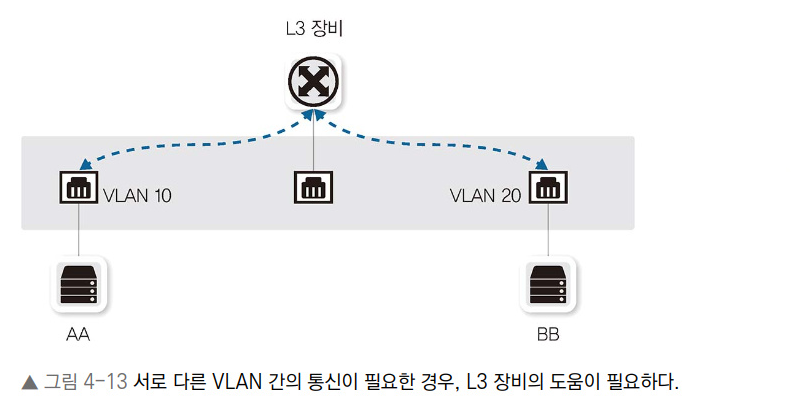 L3 장비
VLAN 10
VLAN 20
AA
BB
▲ 그림 4-13 서로 다른 VLAN 간의 통신이 필요한 경우, L3 장비의 도움이 필요하다.